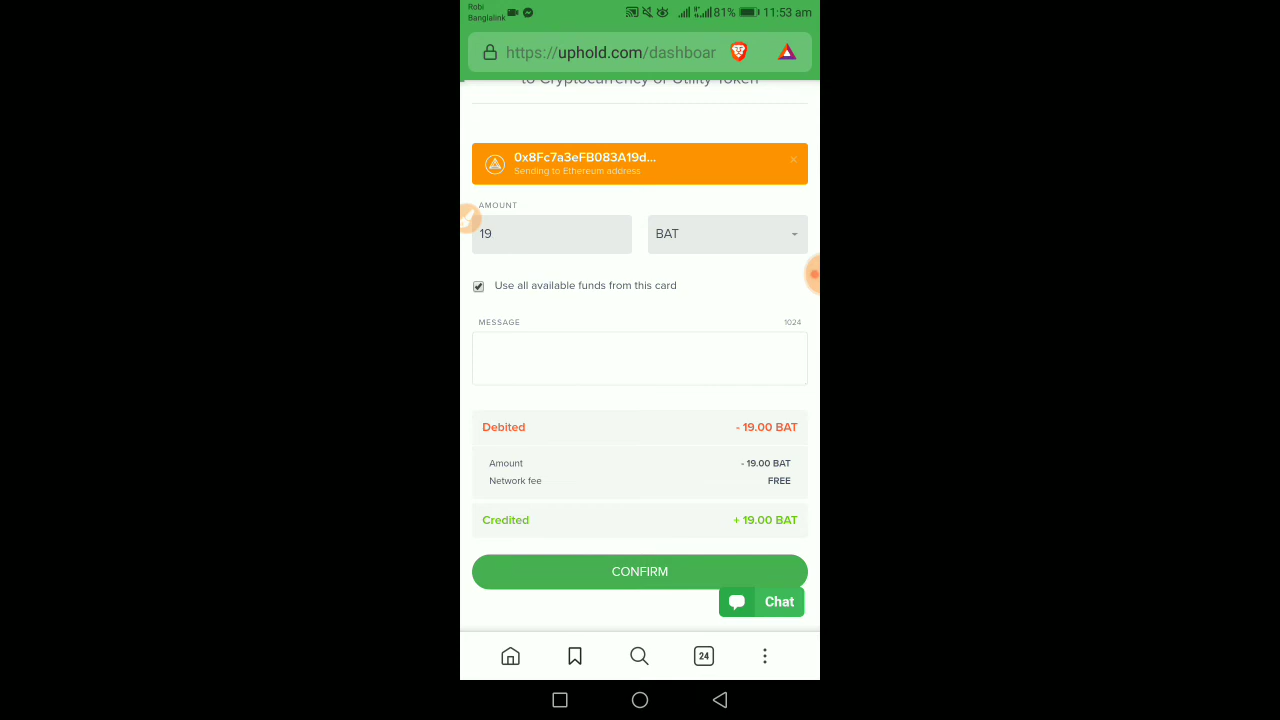 Robi
Banglalink
81%
11:53 am
https://uphold.com/dashboar
to Cryptocurrency or Utility Token
0x8Fc7a3eFB083A19d...
Sending to Ethereum address
AMOUNT
19
BAT
Use all available funds from this card
MESSAGE
1024
Debited
- 19.00 BAT
Amount
- 19.00 BAT
Network fee
FREE
Credited
+ 19.00 BAT
CONFIRM
Chat
24